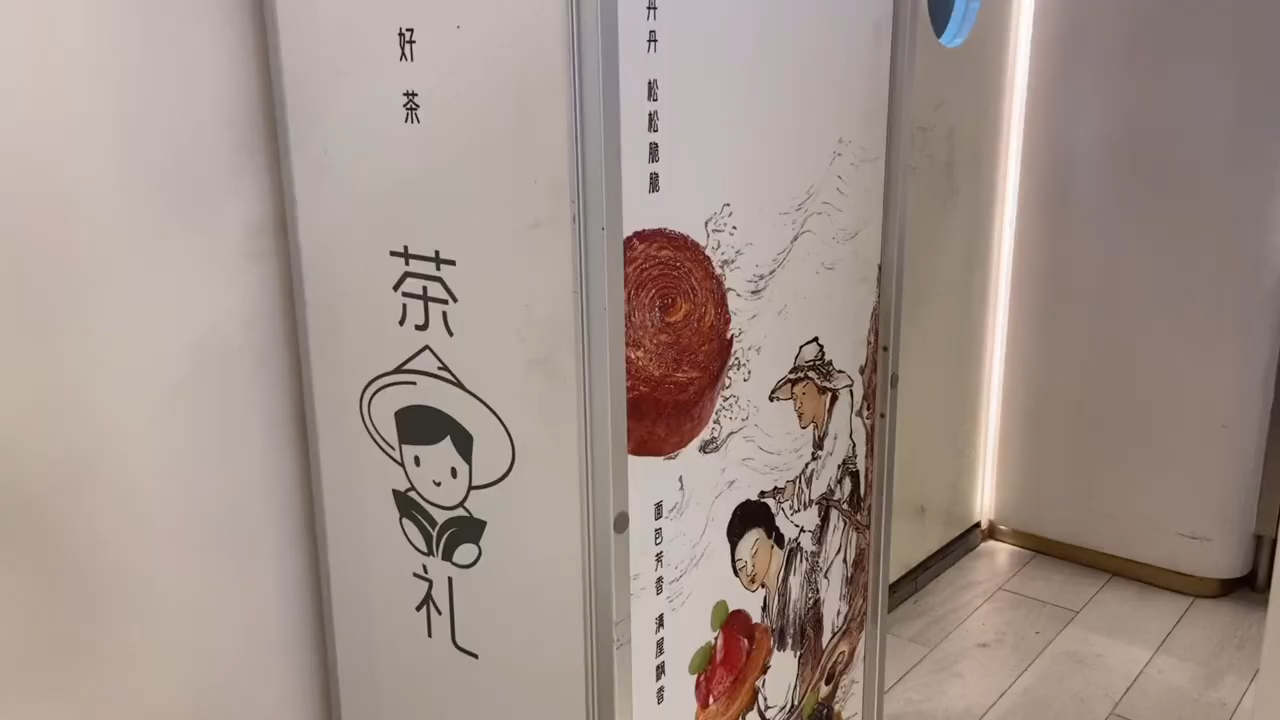 好茶
茶
礼
丹丹 松松脆脆
面包芳香 满屋飘香